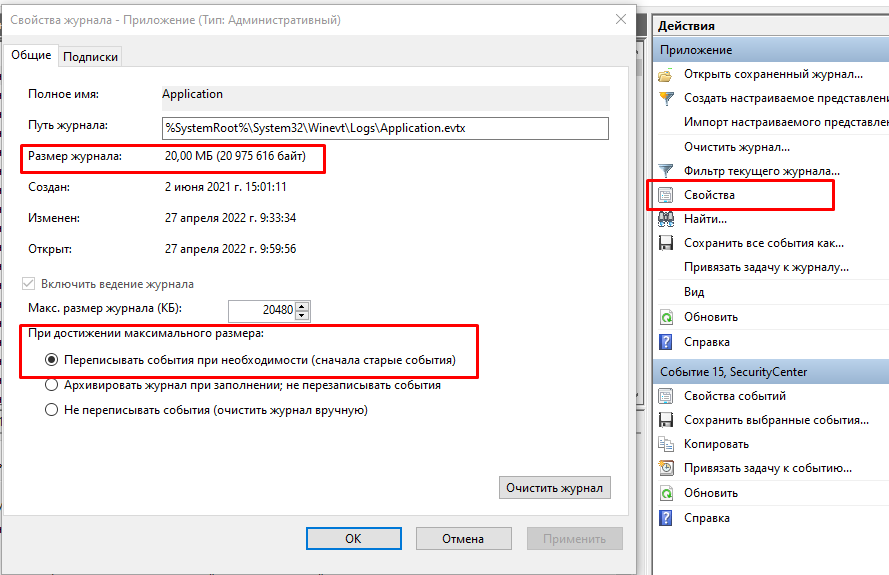 Свойства журнала - Приложение (Тип: Административный)
Общие
Подписки
Полное имя:
Application
Путь журнала:
%SystemRoot%\System32\Winevt\Logs\Application.evtx
Размер журнала:
20,00 МБ (20 975 616 байт)
Создан:
2 июня 2021 г. 15:01:11
Изменен:
27 апреля 2022 г. 9:33:34
Открыт:
27 апреля 2022 г. 9:59:56
Включить ведение журнала
Макс. размер журнала (КБ):
20480
При достижении максимального размера:
Переписывать события при необходимости (сначала старые события)
Архивировать журнал при заполнении; не перезаписывать события
Не переписывать события (очистить журнал вручную)
Очистить журнал
OK
Отмена
Применить
Действия
Приложение
Открыть сохраненный журнал...
Создать настраиваемое представлени
Импорт настраиваемого представлен
Очистить журнал...
Фильтр текущего журнала...
Свойства
Найти...
Сохранить все события как...
Привязать задачу к журналу...
Вид
Обновить
Справка
Событие 15, SecurityCenter
Свойства событий
Сохранить выбранные события...
Копировать
Привязать задачу к событию...
Обновить
Справка